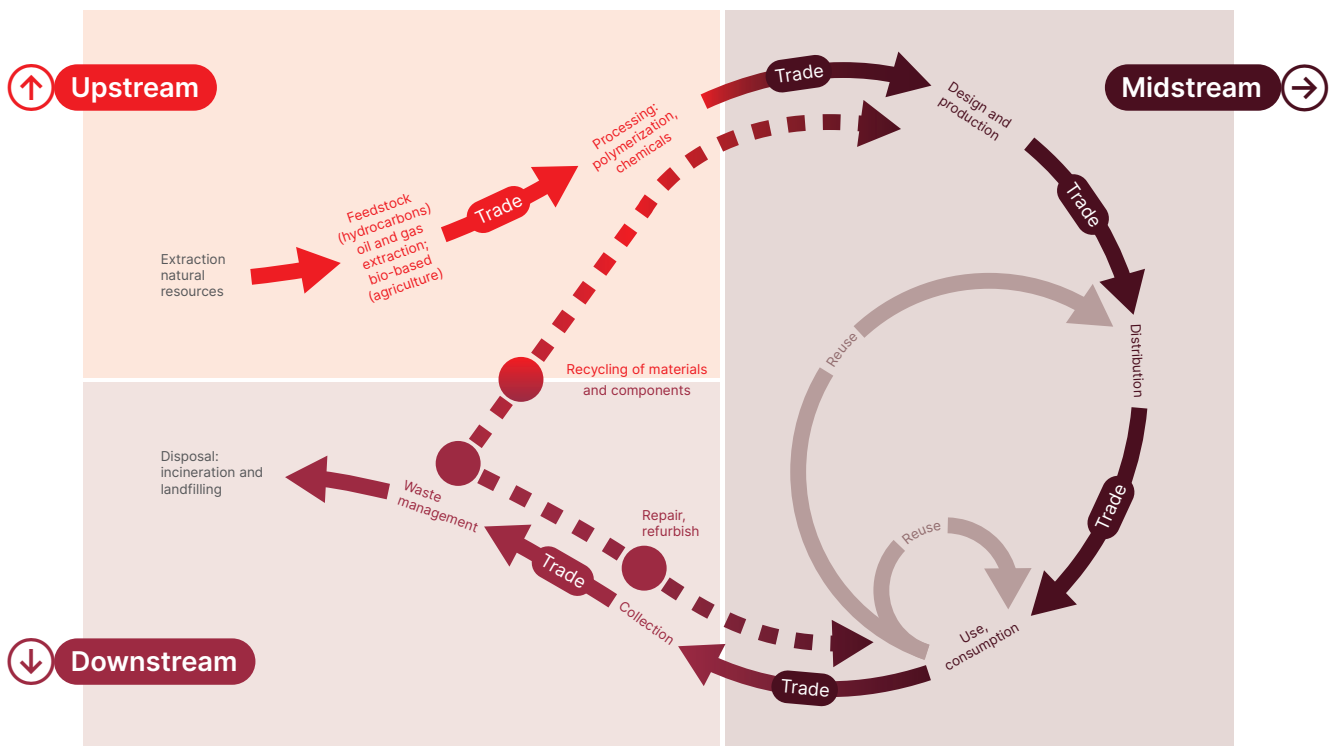 Upstream
Midstream
Trade
Design and
production
Processing:
polymerization,
chemicals
Trade
Feedstock
(hydrocarbons)
oil and gas
extraction;
bio-based
(agriculture)
Trade
Extraction
natural
resources
Reuse
Distribution
Recycling of materials
and components
Disposal:
incineration and
landfilling
Waste
management
Repair,
refurbish
Trade
Reuse
Trade
Collection
Use,
consumption
Downstream
Trade